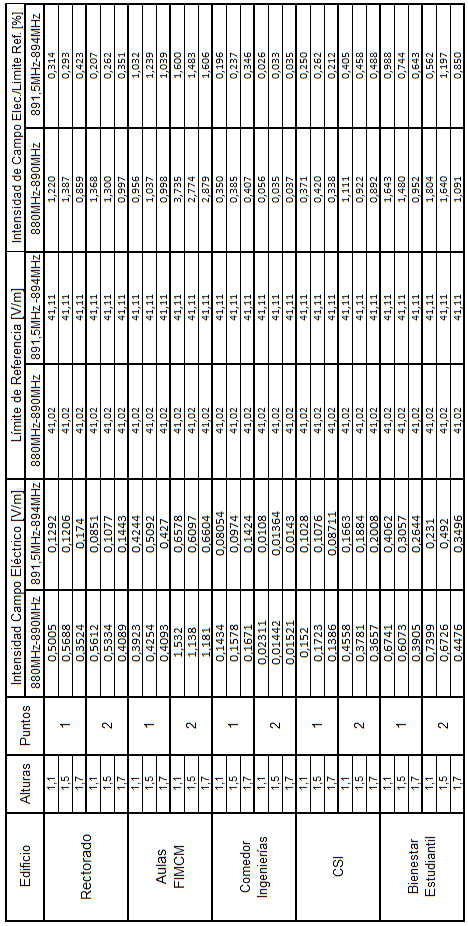 Edificio Alturas Puntos Intensidad Campo Eléctrico [V/m] Límite de Referencia [V/m] Intensidad de Campo Elec./Limite Ref. [%]
880MHz-890MHz 891,5MHz-894MHz 880MHz-890MHz 891,5MHz-894MHz 880MHz-890MHz 891,5MHz-894MHz
Rectorado
1,1 0,5005 0,1292 41,02 41,11 1,220 0,314
1,5 1 0,5688 0,1206 41,02 41,11 1,387 0,293
1,7 0,3524 0,174 41,02 41,11 0,859 0,423
1,1 0,5612 0,0851 41,02 41,11 1,368 0,207
1,5 2 0,5334 0,1077 41,02 41,11 1,300 0,262
1,7 0,4089 0,1443 41,02 41,11 0,997 0,351
Aulas
FIMCM
1,1 0,3923 0,4244 41,02 41,11 0,956 1,032
1,5 1 0,4254 0,5092 41,02 41,11 1,037 1,239
1,7 0,4093 0,427 41,02 41,11 0,998 1,039
1,1 1,532 0,6578 41,02 41,11 3,735 1,600
1,5 2 1,138 0,6097 41,02 41,11 2,774 1,483
1,7 1,181 0,6604 41,02 41,11 2,879 1,606
Comedor
Ingenierías
1,1 0,1434 0,08054 41,02 41,11 0,350 0,196
1,5 1 0,1578 0,0974 41,02 41,11 0,385 0,237
1,7 0,1671 0,1424 41,02 41,11 0,407 0,346
1,1 0,02311 0,0108 41,02 41,11 0,056 0,026
1,5 2 0,01442 0,01364 41,02 41,11 0,035 0,033
1,7 0,01521 0,0143 41,02 41,11 0,037 0,035
CSI
1,1 0,152 0,1028 41,02 41,11 0,371 0,250
1,5 1 0,1723 0,1076 41,02 41,11 0,420 0,262
1,7 0,1386 0,08711 41,02 41,11 0,338 0,212
1,1 0,4558 0,1663 41,02 41,11 1,111 0,405
1,5 2 0,3781 0,1884 41,02 41,11 0,922 0,458
1,7 0,3657 0,2008 41,02 41,11 0,892 0,488
Bienestar
Estudiantil
1,1 0,6741 0,4062 41,02 41,11 1,643 0,988
1,5 1 0,6073 0,3057 41,02 41,11 1,480 0,744
1,7 0,3905 0,2644 41,02 41,11 0,952 0,643
1,1 0,7399 0,231 41,02 41,11 1,804 0,562
1,5 2 0,6726 0,492 41,02 41,11 1,640 1,197
1,7 0,4476 0,3496 41,02 41,11 1,091 0,850